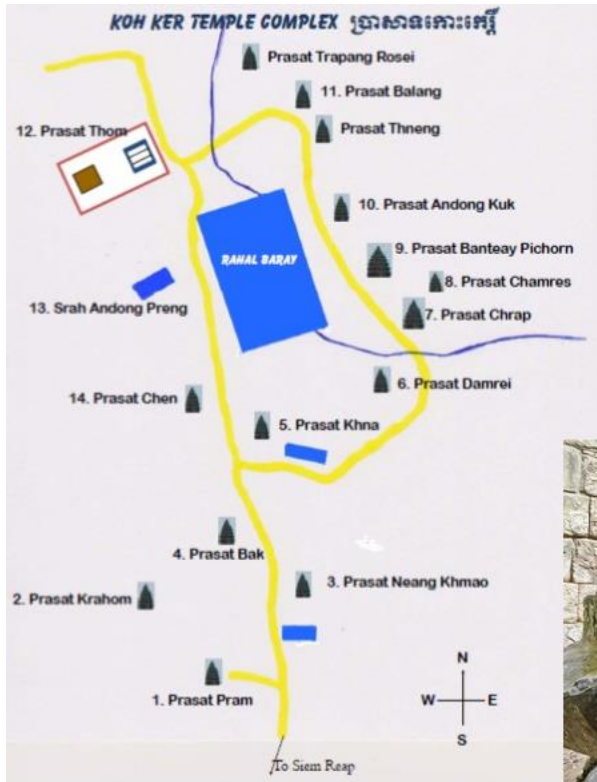 KOH KER TEMPLE COMPLEX ប្រាសាទកោះកេរ្តិ៍
Prasat Trapang Rosei
11. Prasat Balang
12. Prasat Thom
Prasat Thneng
10. Prasat Andong Kuk
9. Prasat Banteay Pichorn
RAHAL BARAY
8. Prasat Chamres
13. Srah Andong Preng
7. Prasat Chrap
6. Prasat Damrei
14. Prasat Chen
5. Prasat Khna
4. Prasat Bak
3. Prasat Neang Khmao
2. Prasat Krahom
N
1. Prasat Pram
W
E
S
To Siem Reap